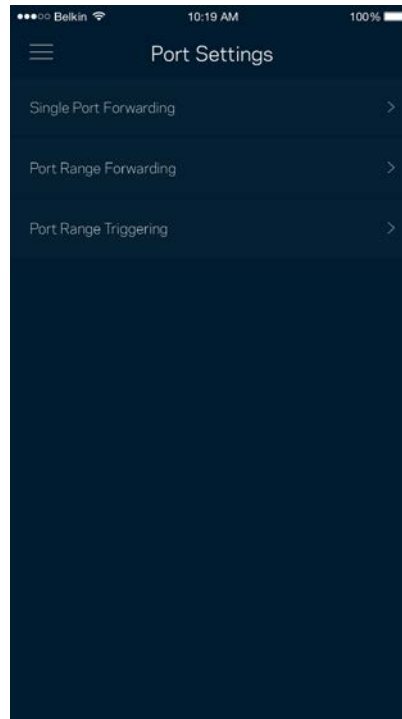 Belkin 10:19 AM 100%
Port Settings
Single Port Forwarding
Port Range Forwarding
Port Range Triggering